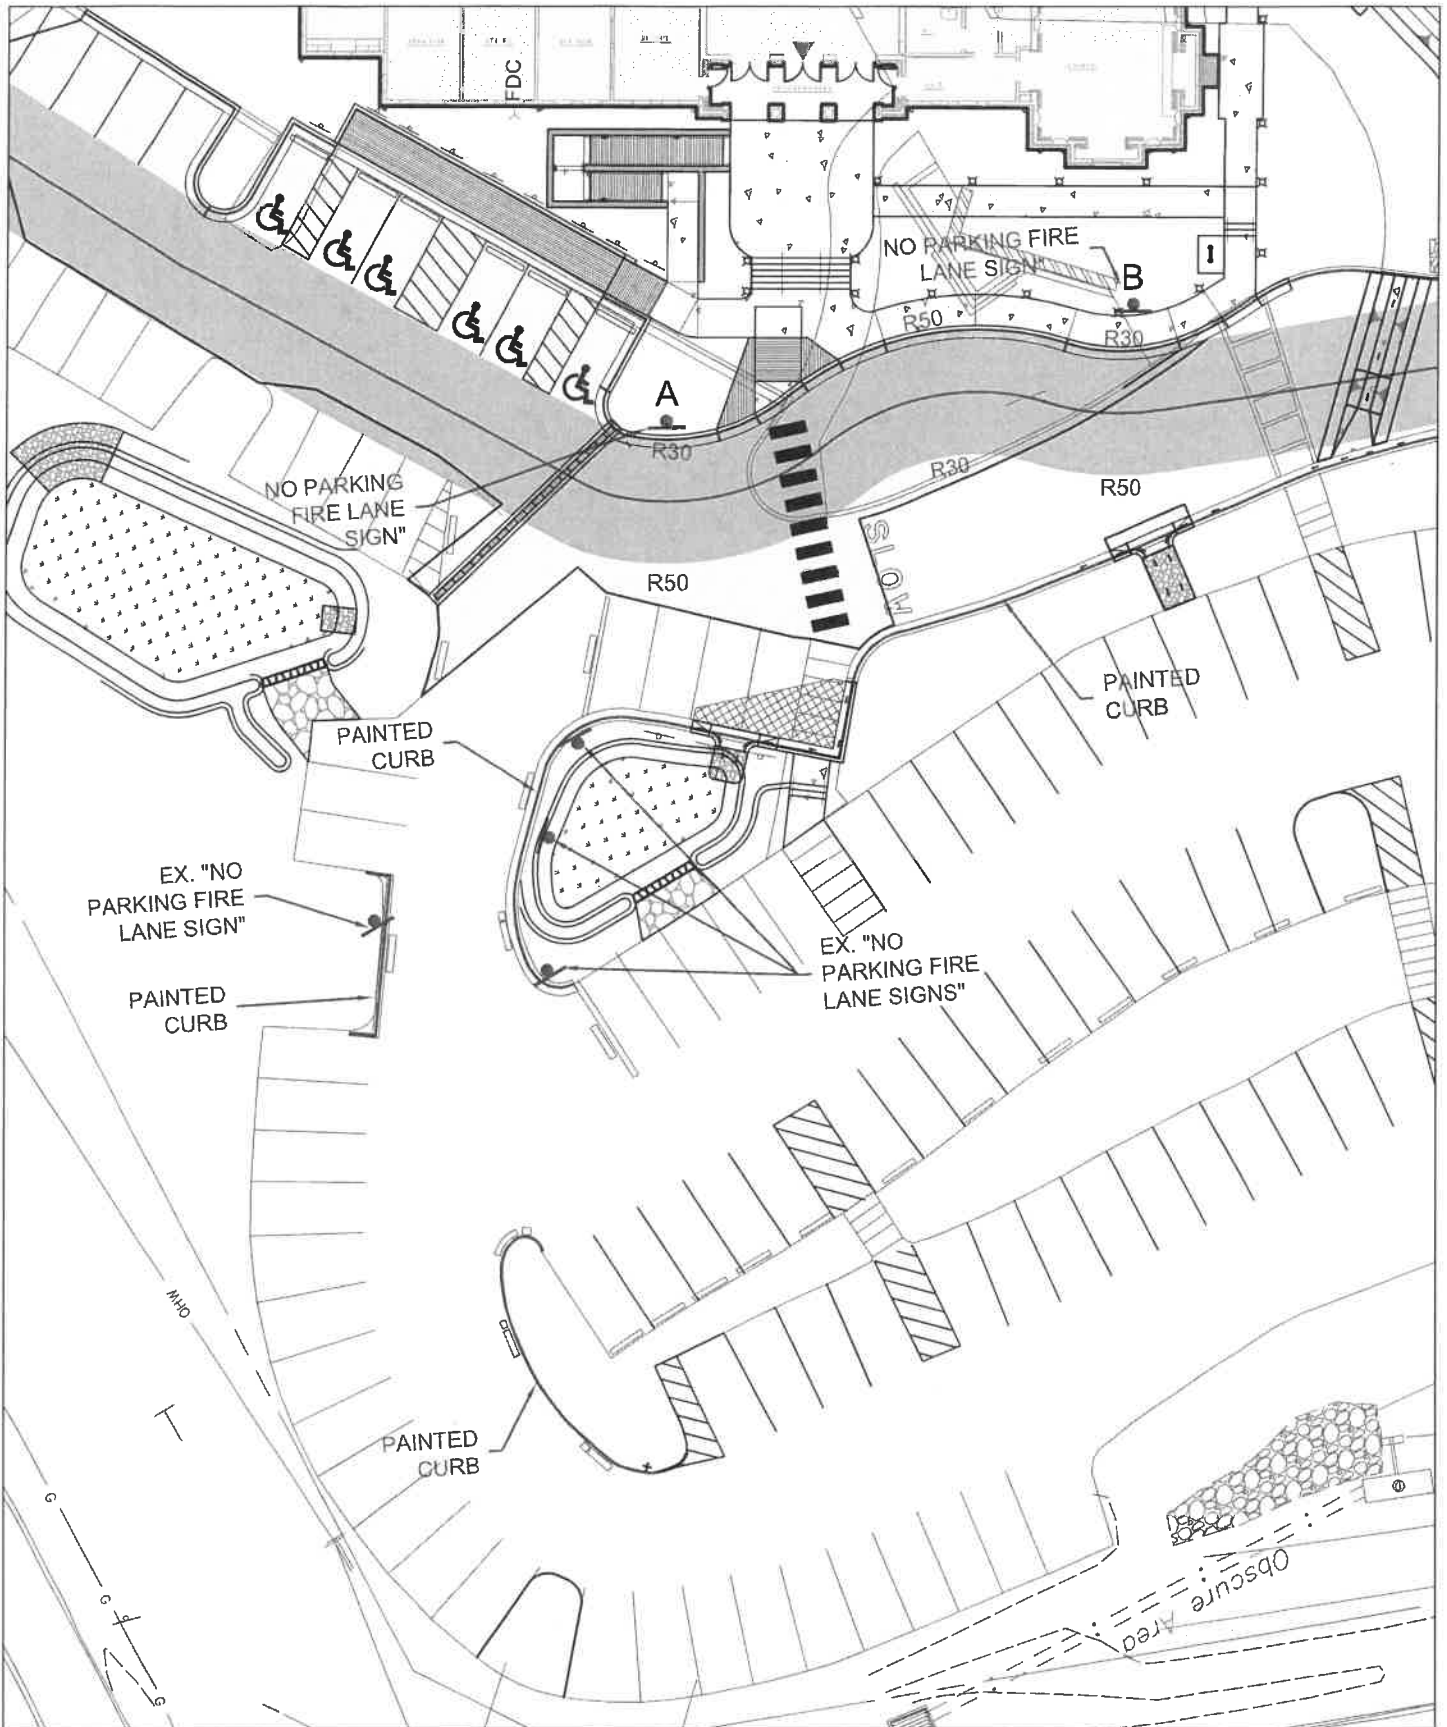 FDC
NO PARKING FIRE
LANE SIGN"
B
R50
R30
A
R30
R30
R50
NO PARKING
FIRE LANE
SIGN"
SLOW
R50
PAINTED
CURB
PAINTED
CURB
EX. "NO
PARKING FIRE
LANE SIGN"
EX. "NO
PARKING FIRE
LANE SIGNS"
PAINTED
CURB
OHW
PAINTED
CURB
G
G
G
Obscure
Area